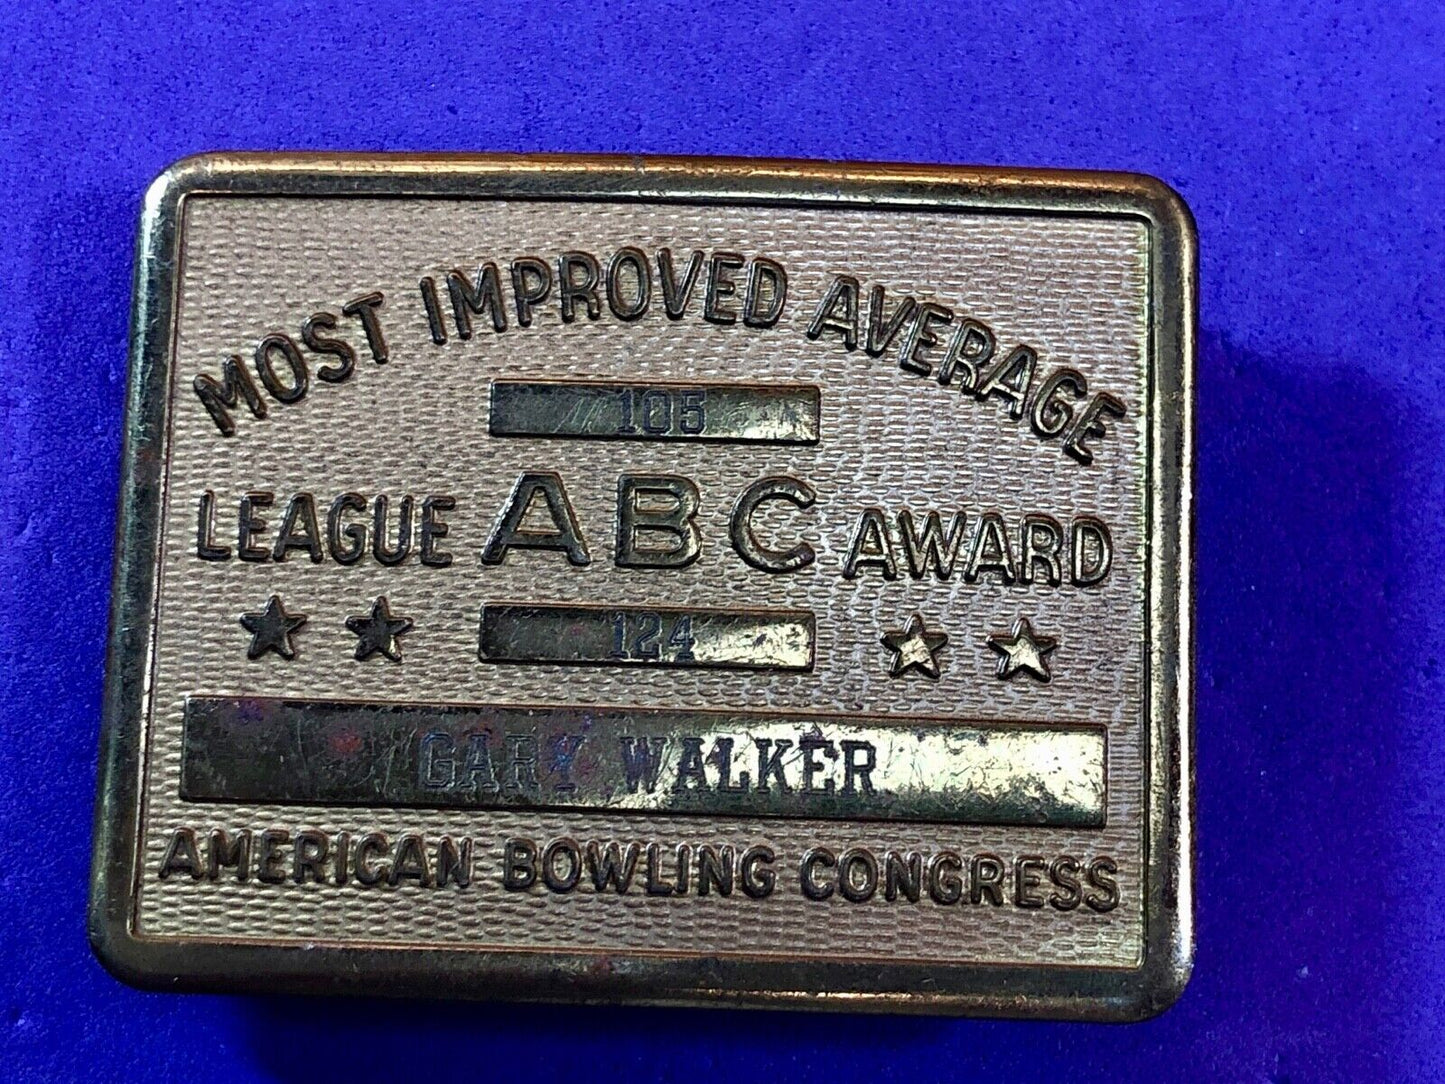 MOST IMPROVED AVERAGE
105
LEAGUE ABC AWARD
124
GARY WALKER
AMERICAN BOWLING CONGRESS